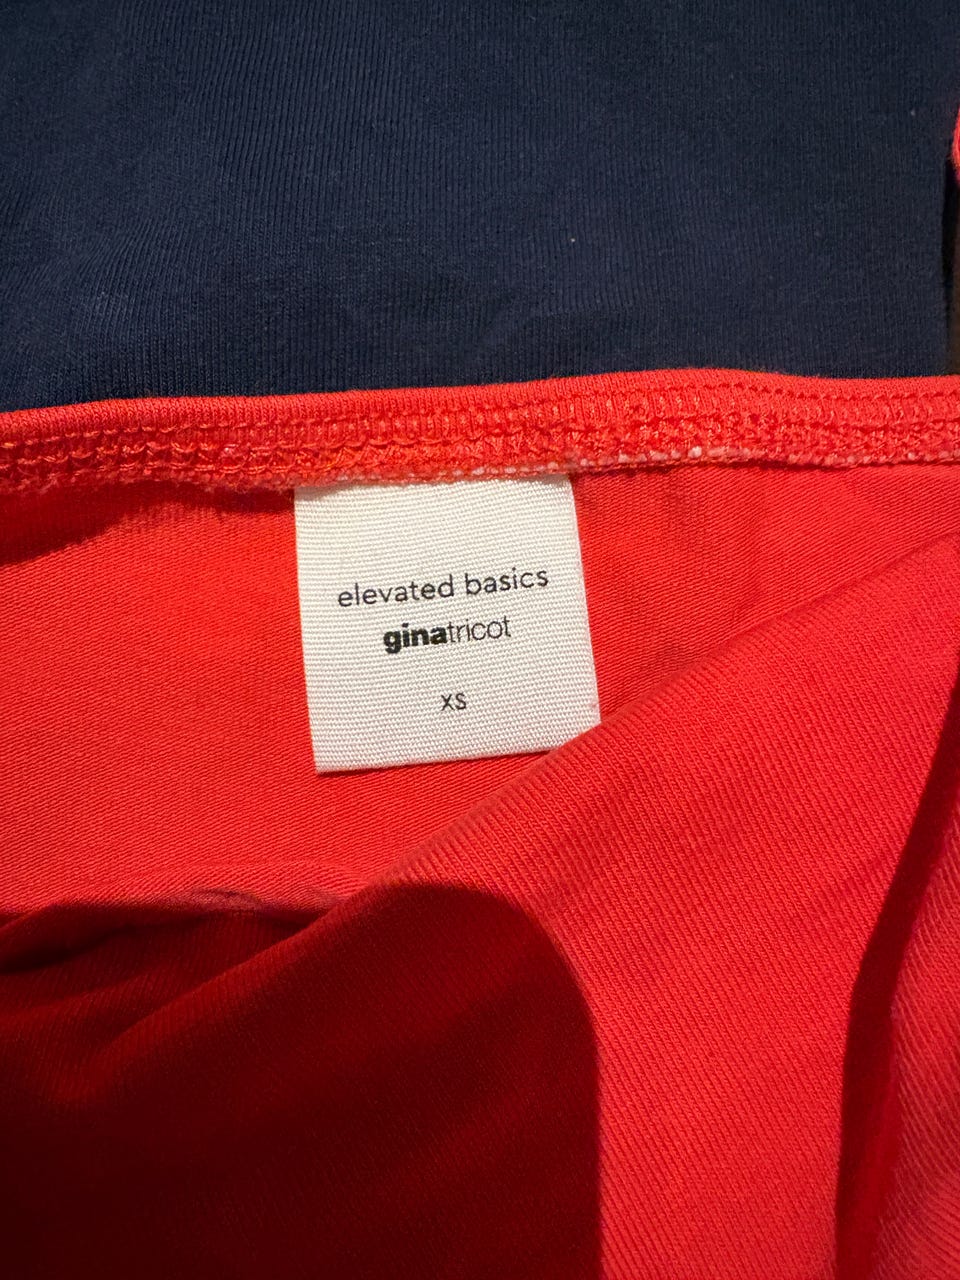 elevated basics
ginatricot
XS